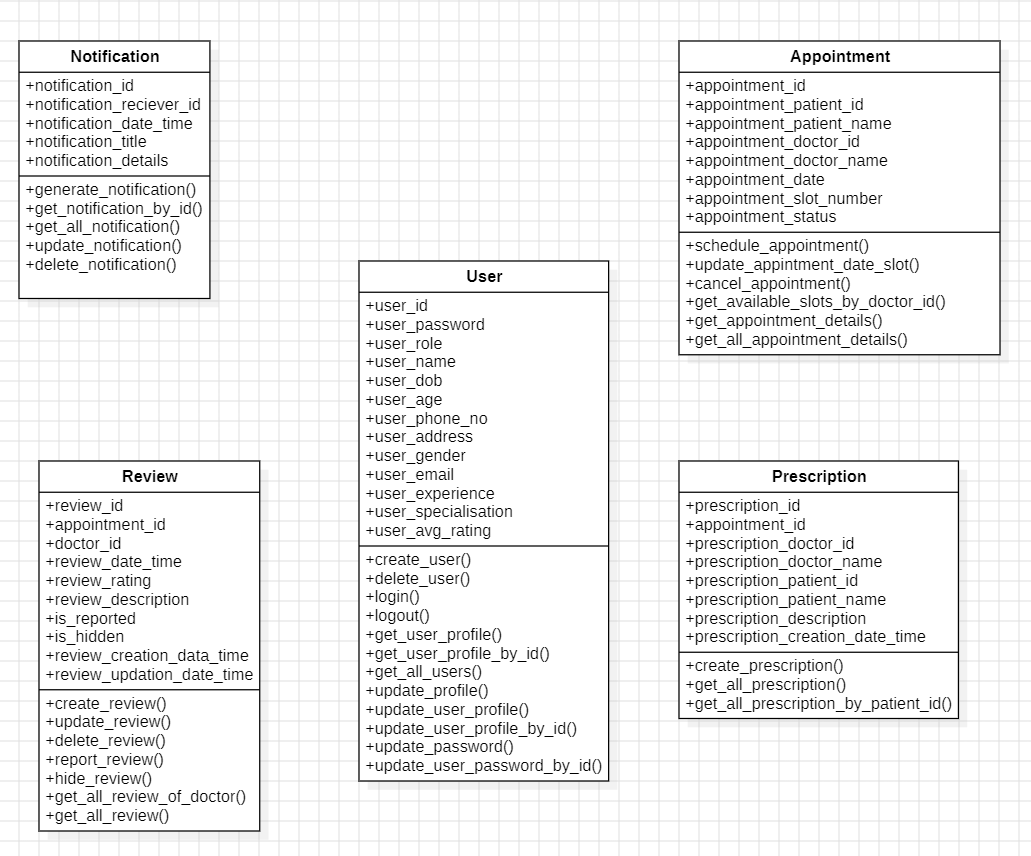 Notification
+notification_id
+notification_reciever_id
+notification_date_time
+notification_title
+notification_details
+generate_notification()
+get_notification_by_id()
+get_all_notification()
+update_notification()
+delete_notification()
Appointment
+appointment_id
+appointment_patient_id
+appointment_patient_name
+appointment_doctor_id
+appointment_doctor_name
+appointment_date
+appointment_slot_number
+appointment_status
+schedule_appointment()
+update_appintment_date_slot()
+cancel_appointment()
+get_available_slots_by_doctor_id()
+get_appointment_details()
+get_all_appointment_details()
User
+user_id
+user_password
+user_role
+user_name
+user_dob
+user_age
+user_phone_no
+user_address
+user_gender
+user_email
+user_experience
+user_specialisation
+user_avg_rating
+create_user()
+delete_user()
+login()
+logout()
+get_user_profile()
+get_user_profile_by_id()
+get_all_users()
+update_profile()
+update_user_profile()
+update_user_profile_by_id()
+update_password()
+update_user_password_by_id()
Review
+review_id
+appointment_id
+doctor_id
+review_date_time
+review_rating
+review_description
+is_reported
+is_hidden
+review_creation_data_time
+review_updation_date_time
+create_review()
+update_review()
+delete_review()
+report_review()
+hide_review()
+get_all_review_of_doctor()
+get_all_review()
Prescription
+prescription_id
+appointment_id
+prescription_doctor_id
+prescription_doctor_name
+prescription_patient_id
+prescription_patient_name
+prescription_description
+prescription_creation_date_time
+create_prescription()
+get_all_prescription()
+get_all_prescription_by_patient_id()